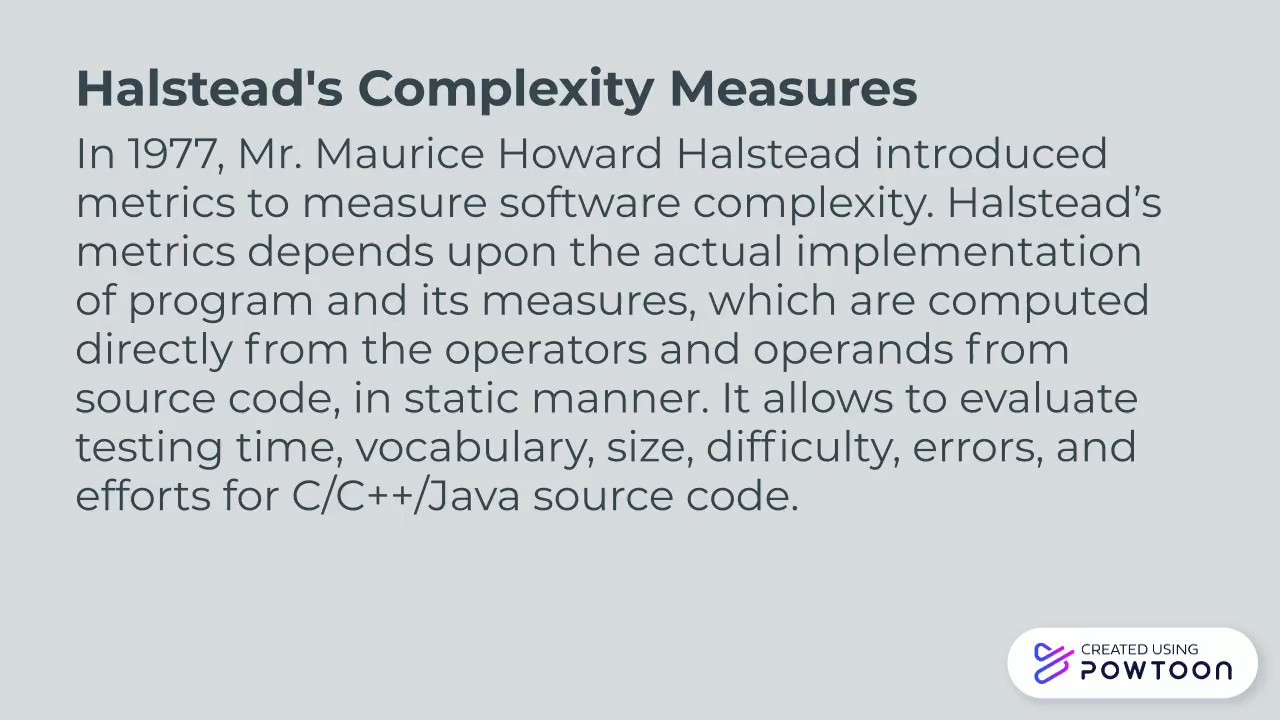 Halstead's Complexity Measures
In 1977, Mr. Maurice Howard Halstead introduced
metrics to measure software complexity. Halstead’s
metrics depends upon the actual implementation
of program and its measures, which are computed
directly from the operators and operands from
source code, in static manner. It allows to evaluate
testing time, vocabulary, size, difficulty, errors, and
efforts for C/C++/Java source code.
CREATED USING
POWTOON